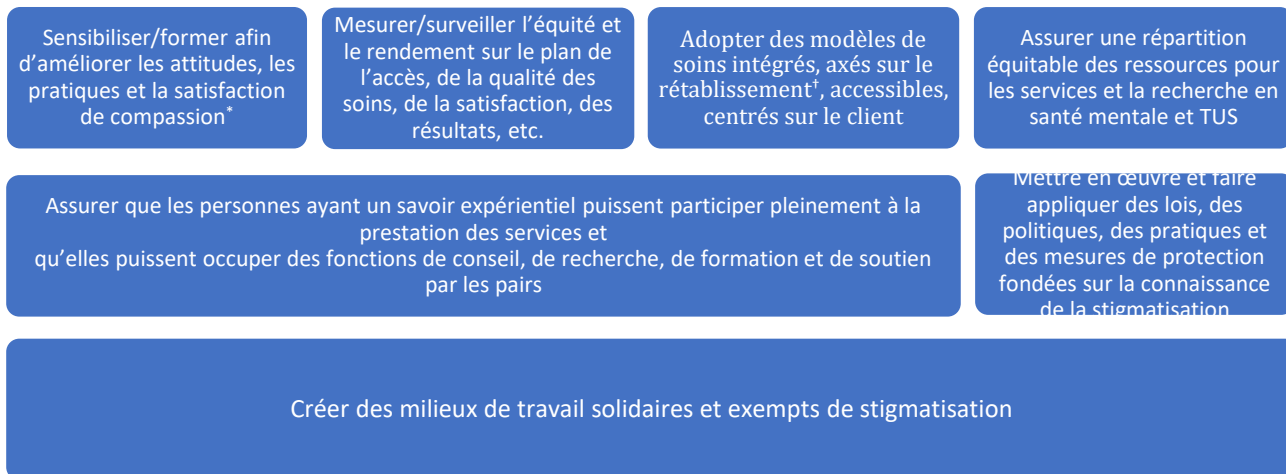 Sensibiliser/former afin
d'améliorer les attitudes, les
pratiques et la satisfaction
de compassion*
Mesurer/surveiller l'équité et
le rendement sur le plan de
l'accès, de la qualité des
soins, de la satisfaction, des
résultats, etc.
Adopter des modèles de
soins intégrés, axés sur le
rétablissement†, accessibles,
centrés sur le client
Assurer une répartition
équitable des ressources pour
les services et la recherche en
santé mentale et TUS
Assurer que les personnes ayant un savoir expérientiel puissent participer pleinement à la
prestation des services et
qu'elles puissent occuper des fonctions de conseil, de recherche, de formation et de soutien
par les pairs
Mettre en œuvre et faire
appliquer des lois, des
politiques, des pratiques et
des mesures de protection
fondées sur la connaissance
de la stigmatisation
Créer des milieux de travail solidaires et exempts de stigmatisation